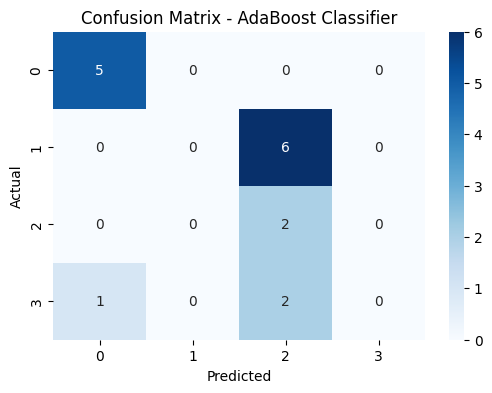 Confusion Matrix - AdaBoost Classifier
0 5 0 0 0
1 0 0 6 0
2 0 0 2 0
3 1 0 2 0
0 1 2 3
Actual
Predicted
6
5
4
3
2
1
0